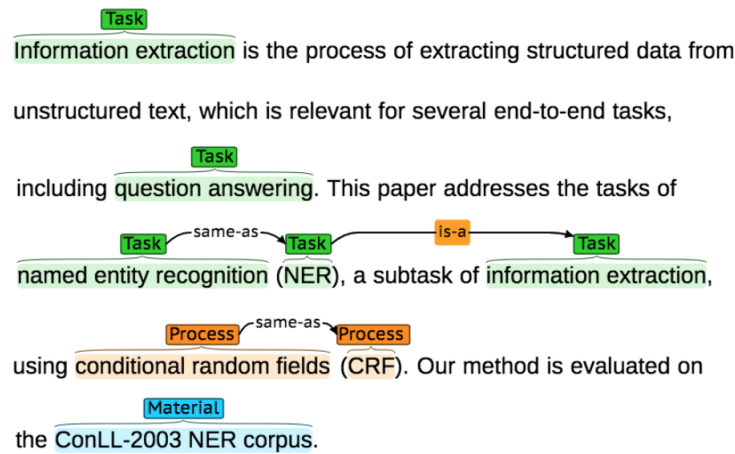 Task
Information extraction is the process of extracting structured data from
unstructured text, which is relevant for several end-to-end tasks,
Task
including question answering. This paper addresses the tasks of
Task same-as Task is-a Task
named entity recognition (NER), a subtask of information extraction,
Process same-as Process
using conditional random fields (CRF). Our method is evaluated on
Material
the ConLL-2003 NER corpus.